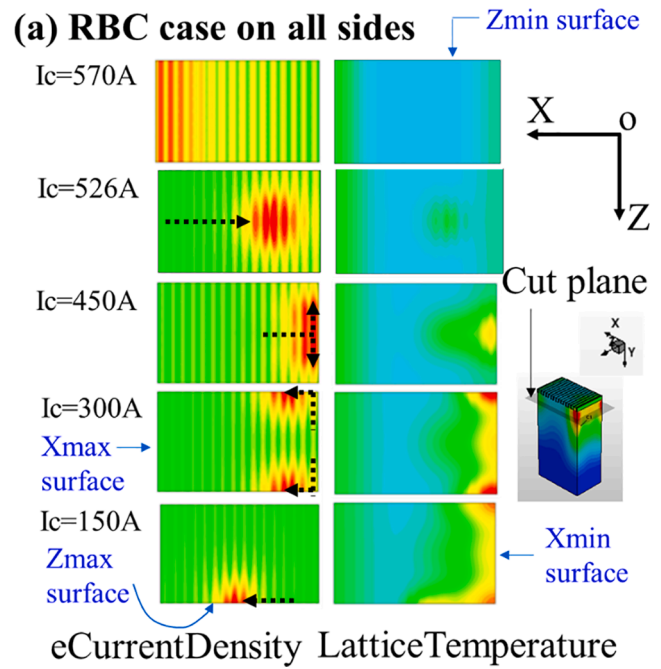 (a) RBC case on all sides
Zmin surface
Ic=570A
X
o
Z
Ic=526A
Cut plane
Ic=450A
X
Y
Ic=300A
Xmax
surface
Ic=150A
Zmax
surface
Xmin
surface
eCurrentDensity LatticeTemperature